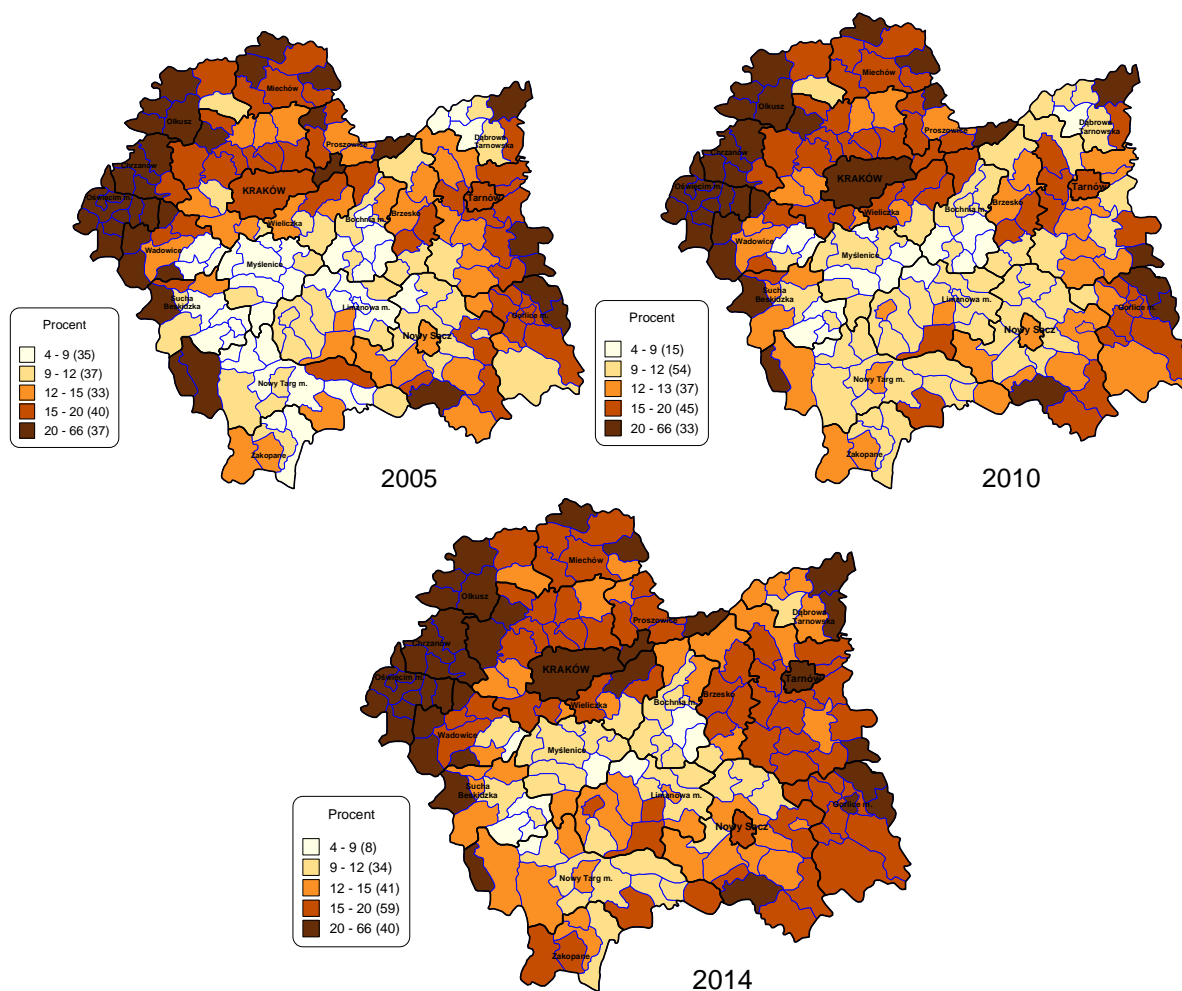 Miechów
Olkusz
Chrzanów
Oświęcim m.
Proszowice
Dąbrowa
Tarnowska
KRAKÓW
Tarnów
Bochnia m.
Brzesko
Wieliczka
Wadowice
Myślenice
Sucha
Beskidzka
Limanowa m.
Gorlice m.
Nowy Sącz
Nowy Targ m.
Zakopane
Procent
4 - 9 (35)
9 - 12 (37)
12 - 15 (33)
15 - 20 (40)
20 - 66 (37)
2005
Miechów
Olkusz
Chrzanów
Oświęcim m.
Proszowice
Dąbrowa
Tarnowska
KRAKÓW
Tarnów
Bochnia m.
Brzesko
Wieliczka
Wadowice
Myślenice
Sucha
Beskidzka
Limanowa m.
Gorlice m.
Nowy Sącz
Nowy Targ m.
Zakopane
Procent
4 - 9 (15)
9 - 12 (54)
12 - 13 (37)
15 - 20 (45)
20 - 66 (33)
2010
Miechów
Olkusz
Chrzanów
Oświęcim m.
Proszowice
Dąbrowa
Tarnowska
KRAKÓW
Tarnów
Bochnia m.
Brzesko
Wieliczka
Wadowice
Myślenice
Sucha
Beskidzka
Limanowa m.
Gorlice m.
Nowy Sącz
Nowy Targ m.
Zakopane
Procent
4 - 9 (8)
9 - 12 (34)
12 - 15 (41)
15 - 20 (59)
20 - 66 (40)
2014